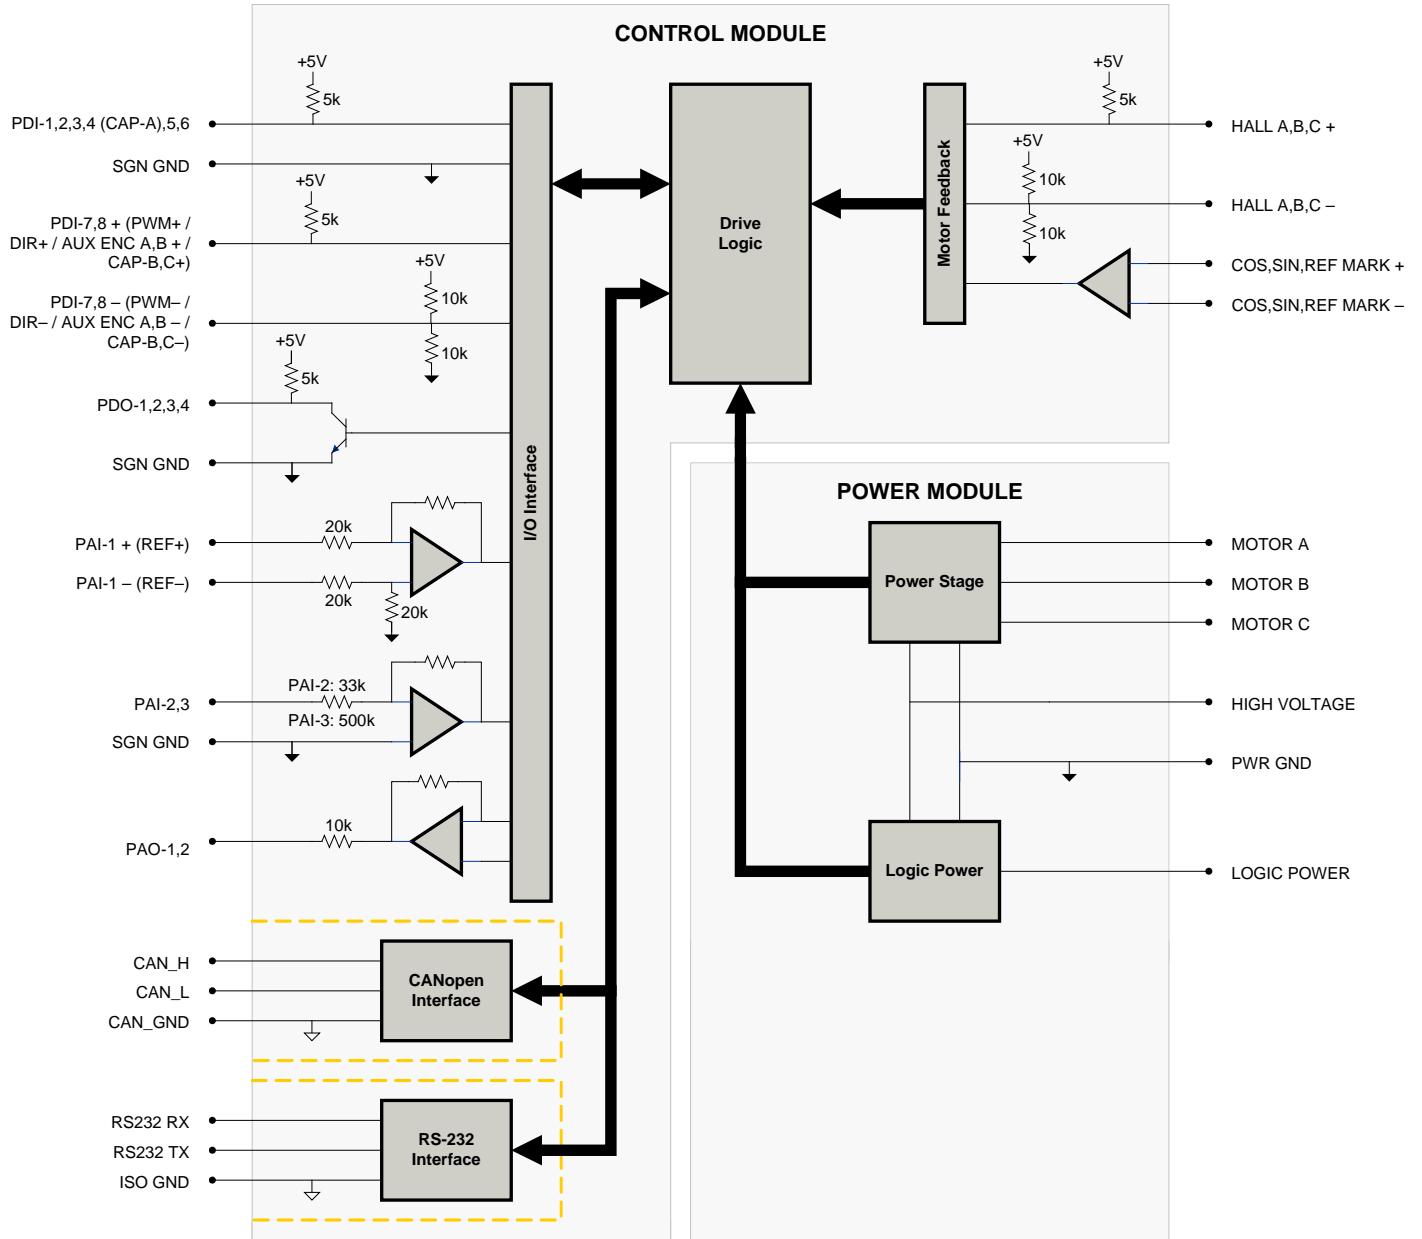 CONTROL MODULE
+5V
5k
PDI-1,2,3,4 (CAP-A),5,6
SGN GND
+5V
5k
PDI-7,8 + (PWM+ /
DIR+ / AUX ENC A,B + /
CAP-B,C+)
+5V
10k
PDI-7,8 – (PWM– /
DIR– / AUX ENC A,B – /
CAP-B,C–)
10k
+5V
5k
PDO-1,2,3,4
SGN GND
20k
PAI-1 + (REF+)
PAI-1 – (REF–)
20k
20k
PAI-2: 33k
PAI-2,3
PAI-3: 500k
SGN GND
10k
PAO-1,2
I/O Interface
Drive
Logic
Motor Feedback
+5V
5k
HALL A,B,C +
+5V
10k
HALL A,B,C –
10k
COS,SIN,REF MARK +
COS,SIN,REF MARK –
CAN_H
CAN_L
CAN_GND
CANopen
Interface
RS232 RX
RS232 TX
ISO GND
RS-232
Interface
POWER MODULE
Power Stage
MOTOR A
MOTOR B
MOTOR C
HIGH VOLTAGE
PWR GND
Logic Power
LOGIC POWER